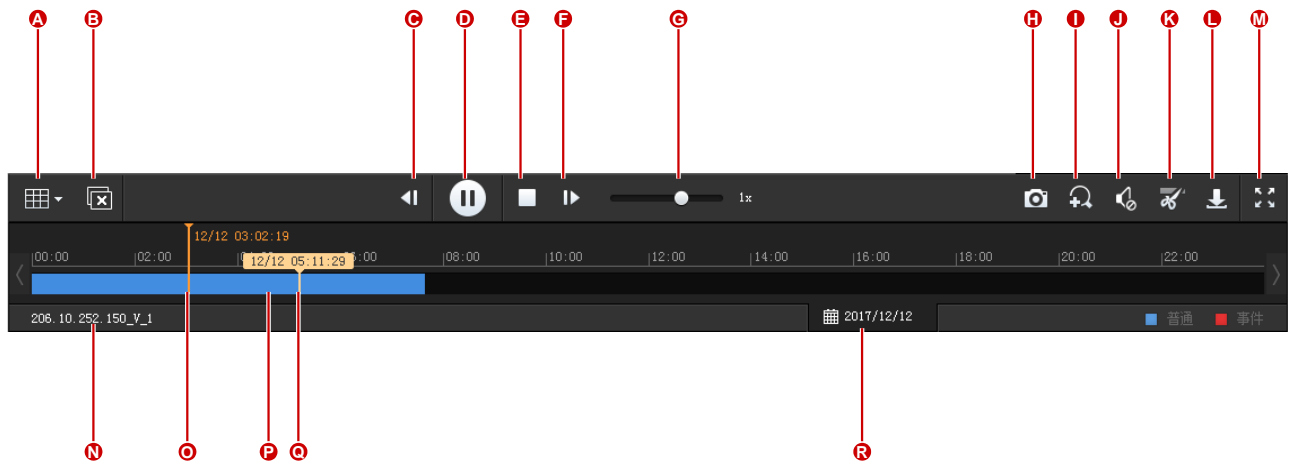 A B C D E F G H I J K L M
1x
12/12 03:02:19
00:00 02:00 12/12 05:11:29 :00 08:00 10:00 12:00 14:00 16:00 18:00 20:00 22:00
206.10.252.150_V_1 2017/12/12 普通 事件
N O P Q R